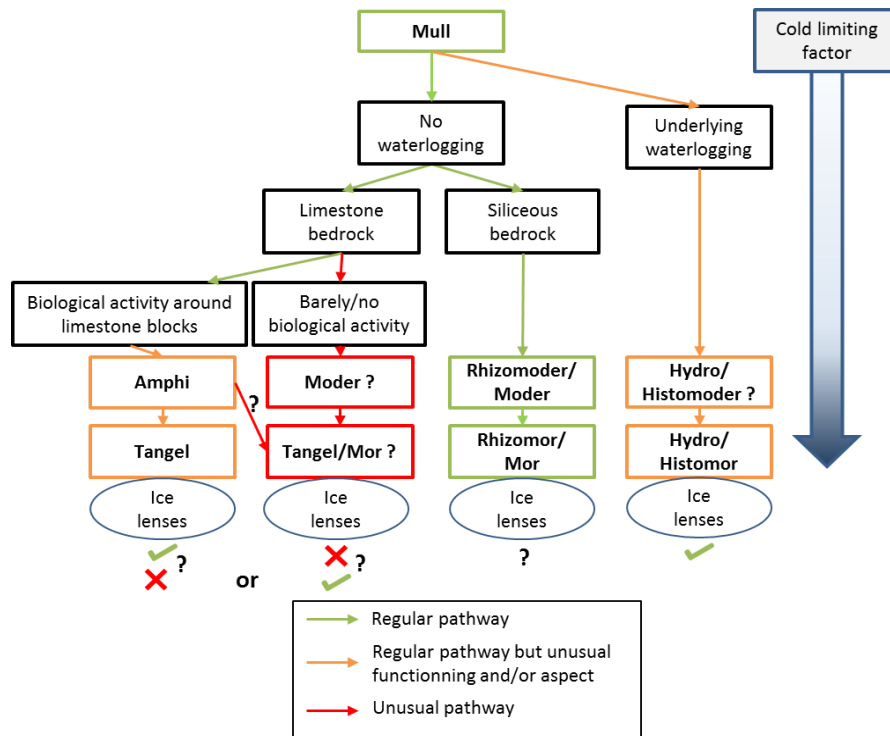 Mull
Cold limiting
factor
No
waterlogging
Underlying
waterlogging
Limestone
bedrock
Siliceous
bedrock
Biological activity around
limestone blocks
Barely/no
biological activity
Amphi
?
Moder ?
Rhizomoder/
Moder
Hydro/
Histomoder ?
Tangel
Tangel/Mor ?
Rhizomor/
Mor
Hydro/
Histomor
Ice
lenses
Ice
lenses
Ice
lenses
Ice
lenses
?
or
?
?
Regular pathway
Regular pathway but unusual
functionning and/or aspect
Unusual pathway